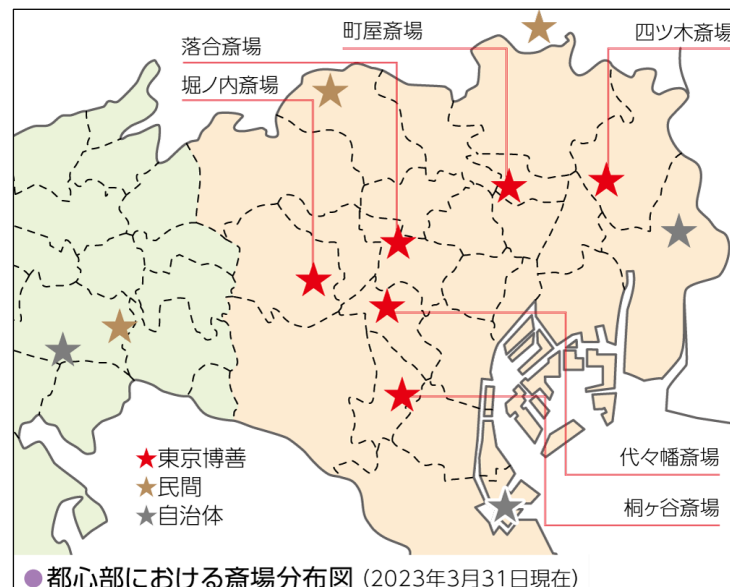 町屋斎場
四ツ木斎場
落合斎場
堀ノ内斎場
代々幡斎場
桐ヶ谷斎場
★東京博善
★民間
★自治体
●都心部における斎場分布図 (2023年3月31日現在)